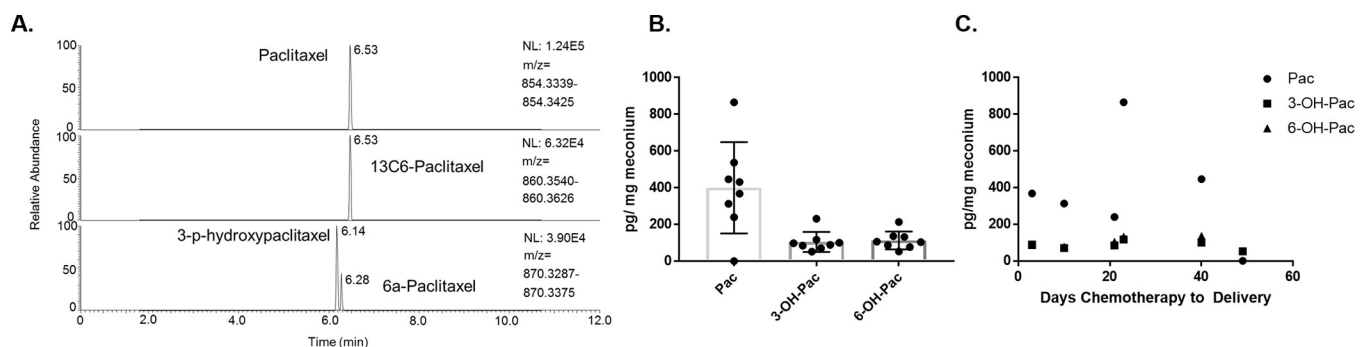 A.
Relative Abundance
100
50
0
Paclitaxel
6.53
NL: 1.24E5
m/z=
854.3339-
854.3425
100
50
0
6.53
13C6-Paclitaxel
NL: 6.32E4
m/z=
860.3540-
860.3626
100
50
0
3-p-hydroxypaclitaxel
6.14
6.28
6a-Paclitaxel
NL: 3.90E4
m/z=
870.3287-
870.3375
0 2.0 4.0 6.0 8.0 10.0 12.0
Time (min)
B.
pg/ mg meconium
1000
800
600
400
200
0
Pac
3-OH-Pac
6-OH-Pac
C.
pg/mg meconium
1000
800
600
400
200
0
0 20 40 60
Days Chemotherapy to Delivery
Pac
3-OH-Pac
6-OH-Pac